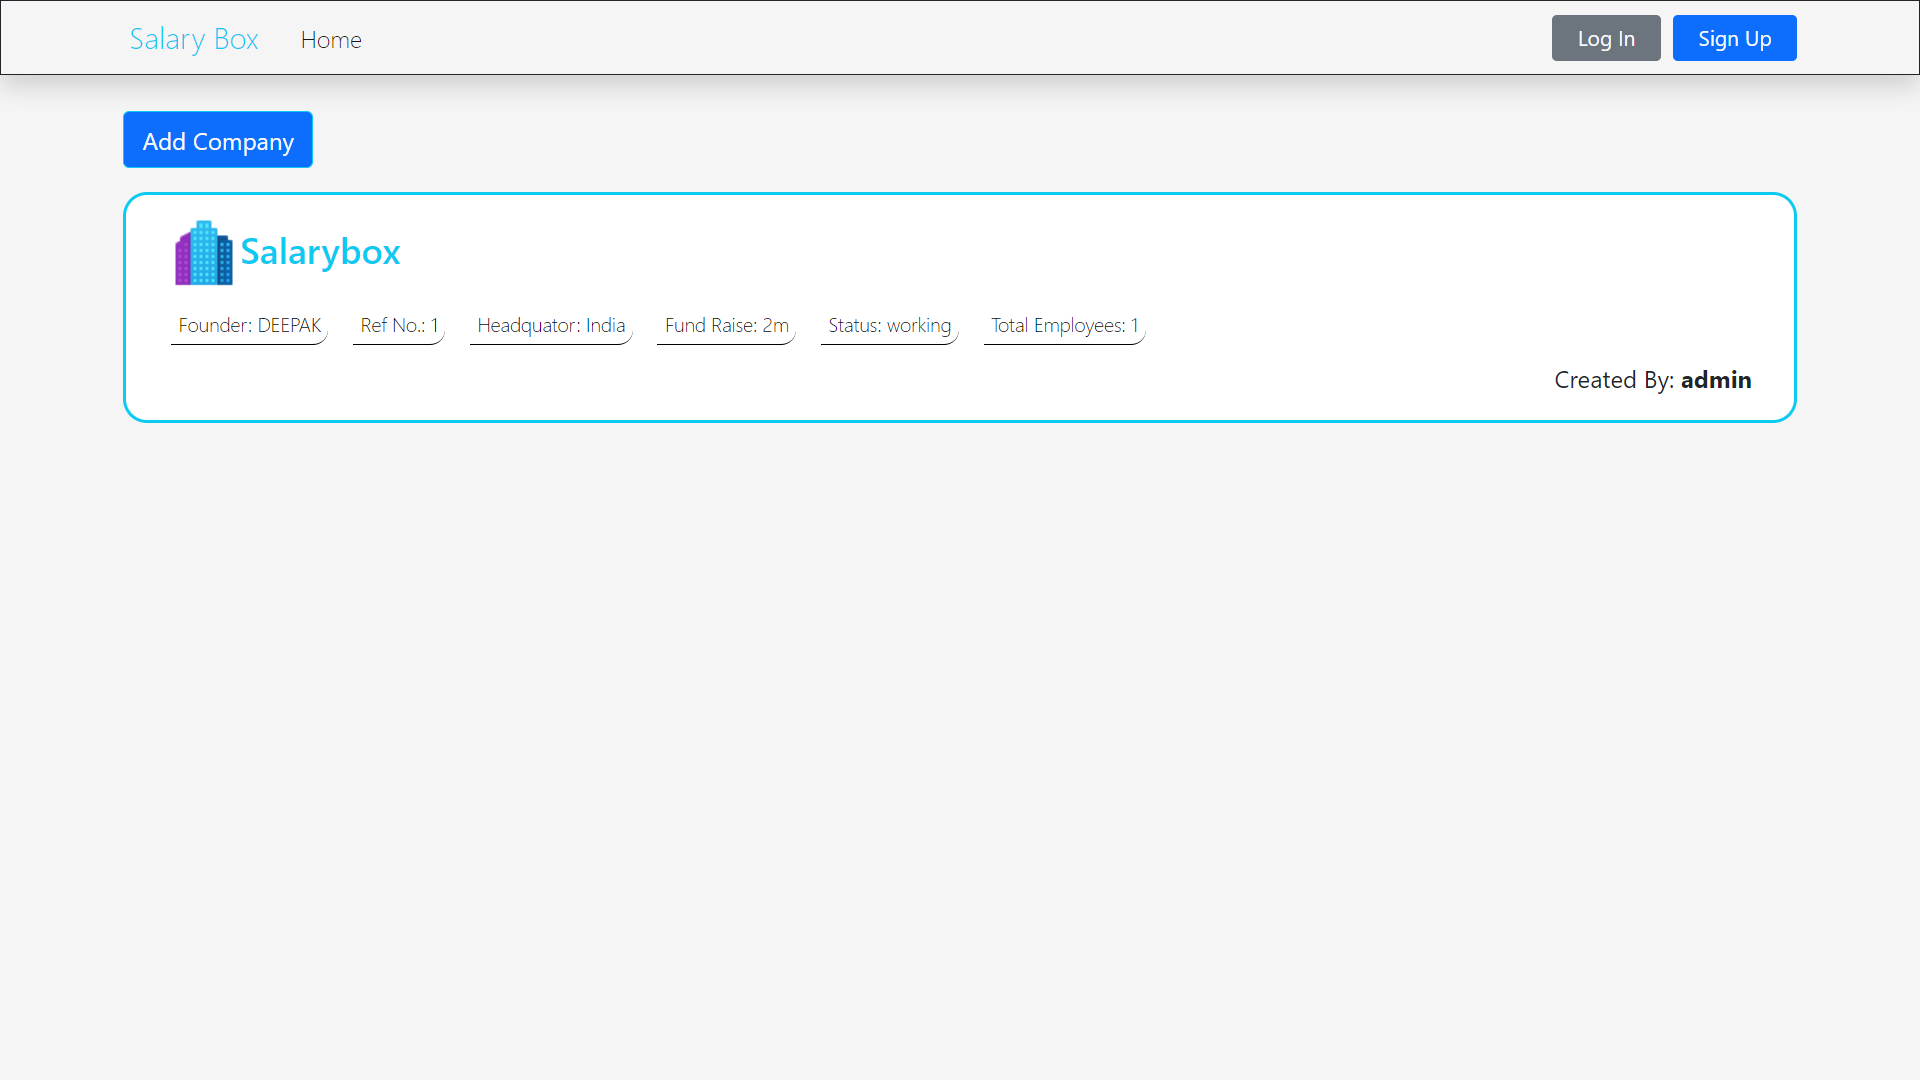 Salary Box Home Log In Sign Up
Add Company
Salarybox
Founder: DEEPAK Ref No.: 1 Headquator: India Fund Raise: 2m Status: working Total Employees: 1
Created By: admin